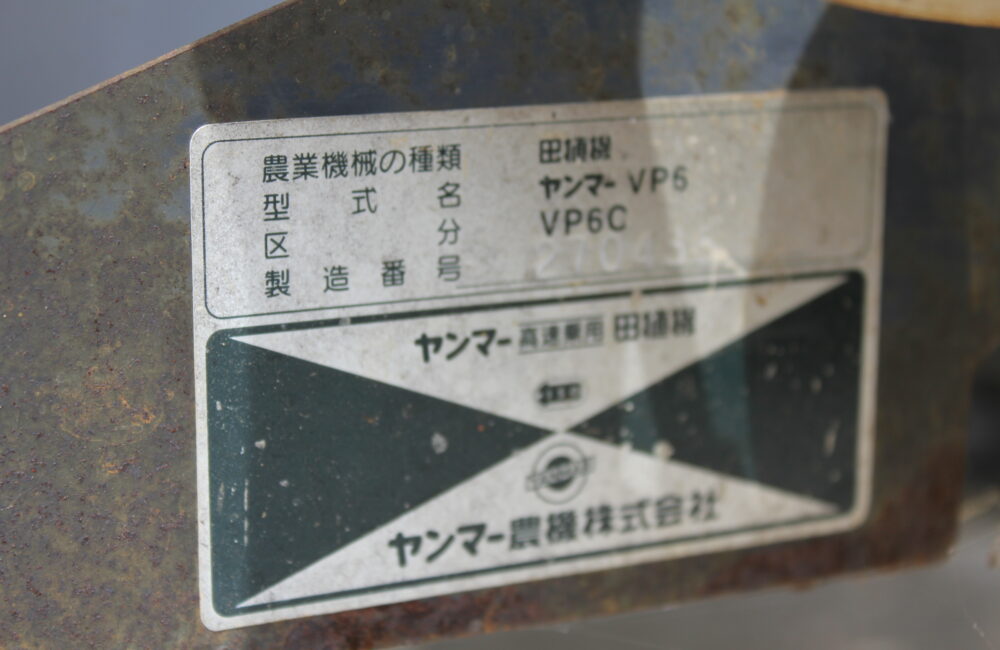 農業機械の種類 田植機
型式名 ヤンマー VP6
区分 VP6C
製造番号
ヤンマー 高速乗用 田植機
ヤンマー農機株式会社